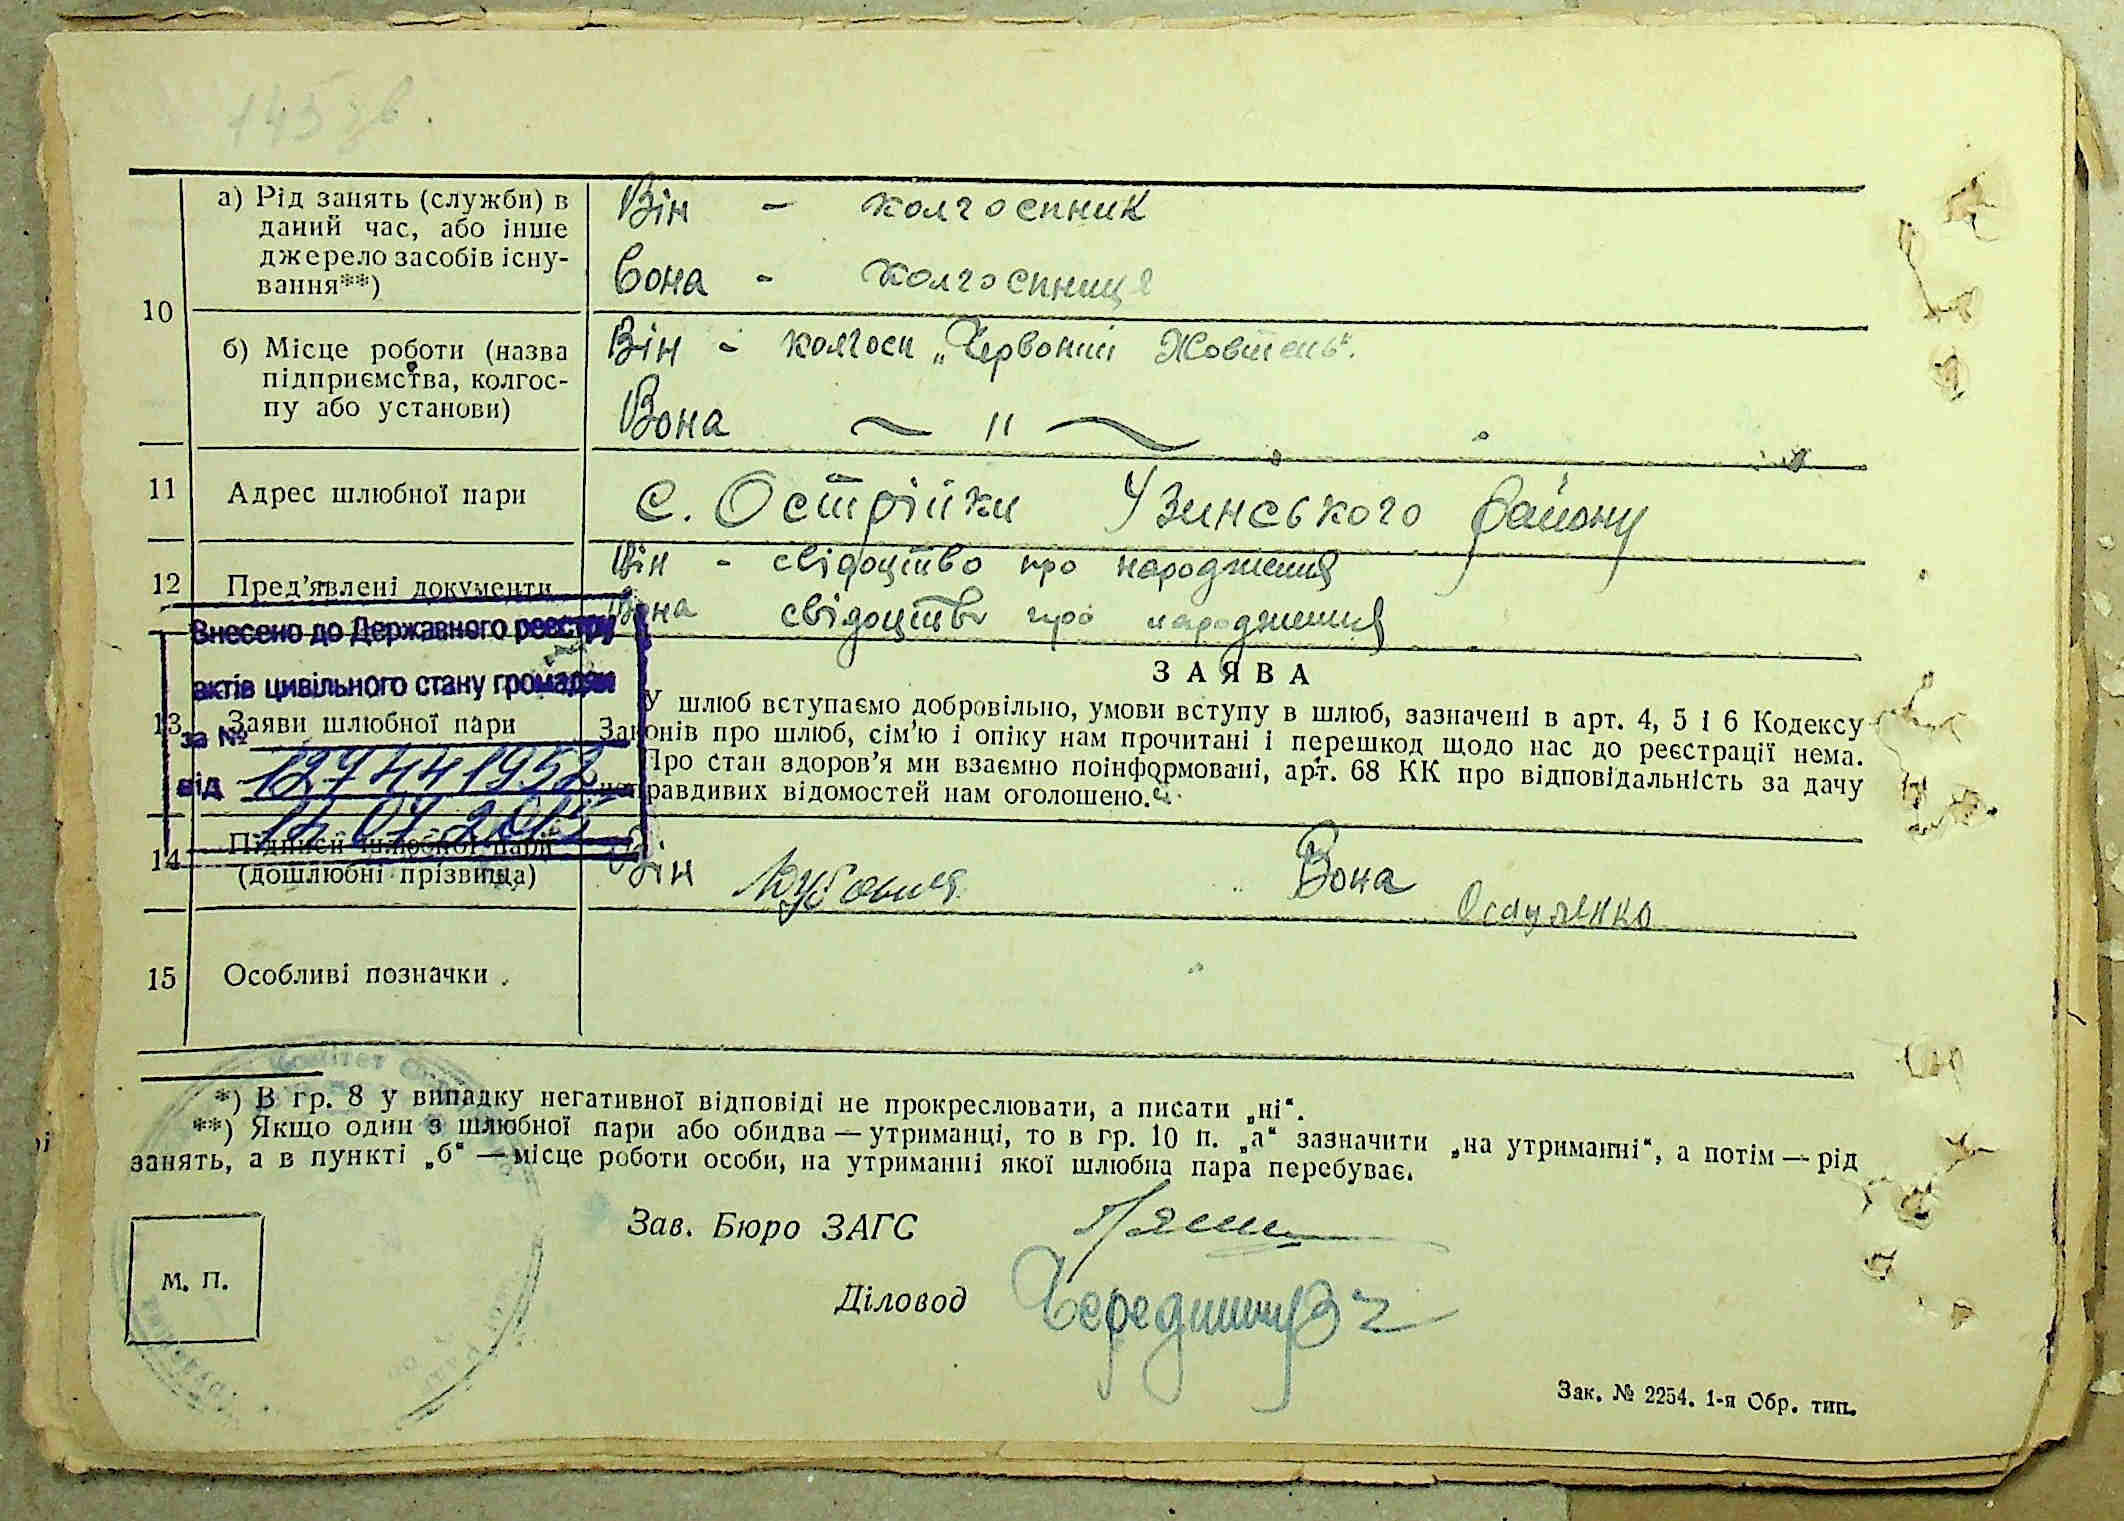 145 зв.
а) Рід занять (служби) в
даний час, або інше
джерело засобів існу-
вання**)
Він - колгоспник
Вона - колгоспниця
10
б) Місце роботи (назва
підприємства, колгос-
пу або установи)
Він - колгосп „Червоний Жовтень“.
Вона — " —
11 Адрес шлюбної пари
с. Острійки Узинського району
12 Пред'явлені документи
Він - свідоцтво про народження
Вона свідоцтво про народження
Внесено до Державного реєстру
актів цивільного стану громадян
за №
від 127441952
13 Заяви шлюбної пари
ЗАЯВА
У шлюб вступаємо добровільно, умови вступу в шлюб, зазначені в арт. 4, 5 і 6 Кодексу
Законів про шлюб, сім'ю і опіку нам прочитані і перешкод щодо нас до реєстрації нема.
Про стан здоров'я ми взаємно поінформовані, арт. 68 КК про відповідальність за дачу
неправдивих відомостей нам оголошено.
14 Підписи шлюбної пари
(дошлюбні прізвища)
Він Вона Осауленко
15 Особливі позначки
*) В гр. 8 у випадку негативної відповіді не прокреслювати, а писати „ні“.
**) Якщо один з шлюбної пари або обидва — утриманці, то в гр. 10 п. „а“ зазначити „на утриманні“, а потім — рід
занять, а в пункті „б“ — місце роботи особи, на утриманні якої шлюбна пара перебуває.
Зав. Бюро ЗАГС
М. П.
Діловод
Зак. № 2254. 1-я Обр. тип.